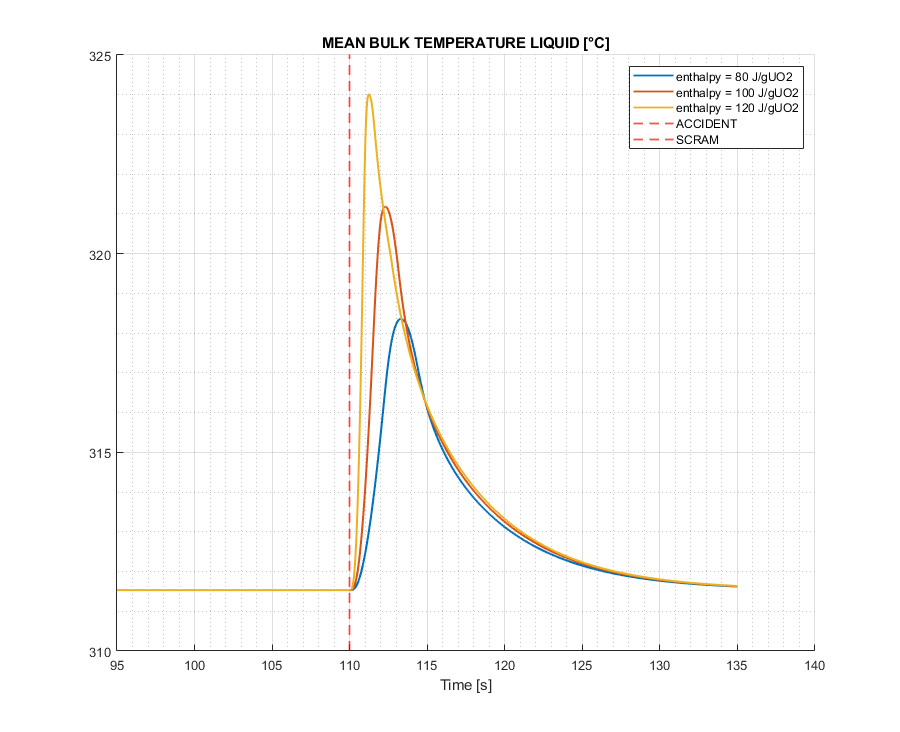 MEAN BULK TEMPERATURE LIQUID [°C]
325
enthalpy = 80 J/gUO2
enthalpy = 100 J/gUO2
enthalpy = 120 J/gUO2
ACCIDENT
SCRAM
320
315
310
95 100 105 110 115 120 125 130 135 140
Time [s]